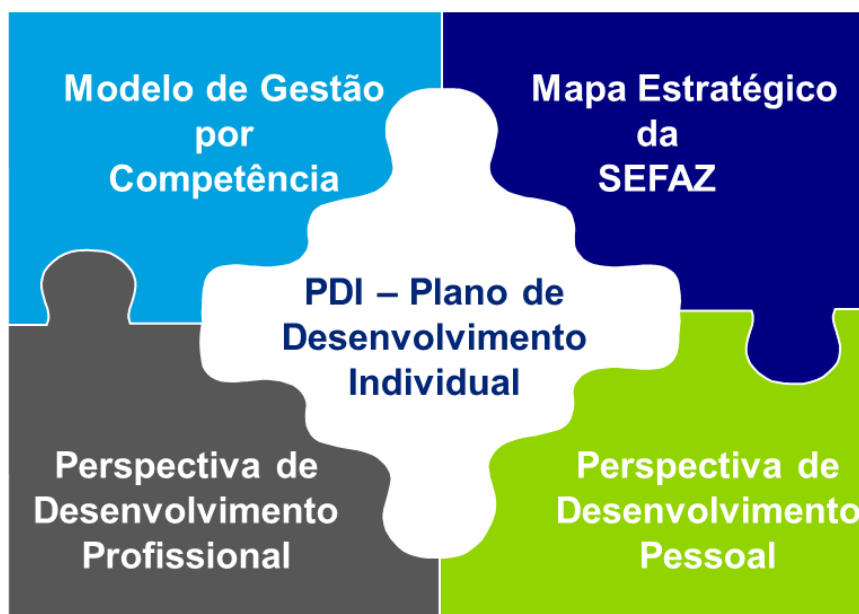 Modelo de Gestão
por
Competência
Mapa Estratégico
da
SEFAZ
PDI – Plano de
Desenvolvimento
Individual
Perspectiva de
Desenvolvimento
Profissional
Perspectiva de
Desenvolvimento
Pessoal